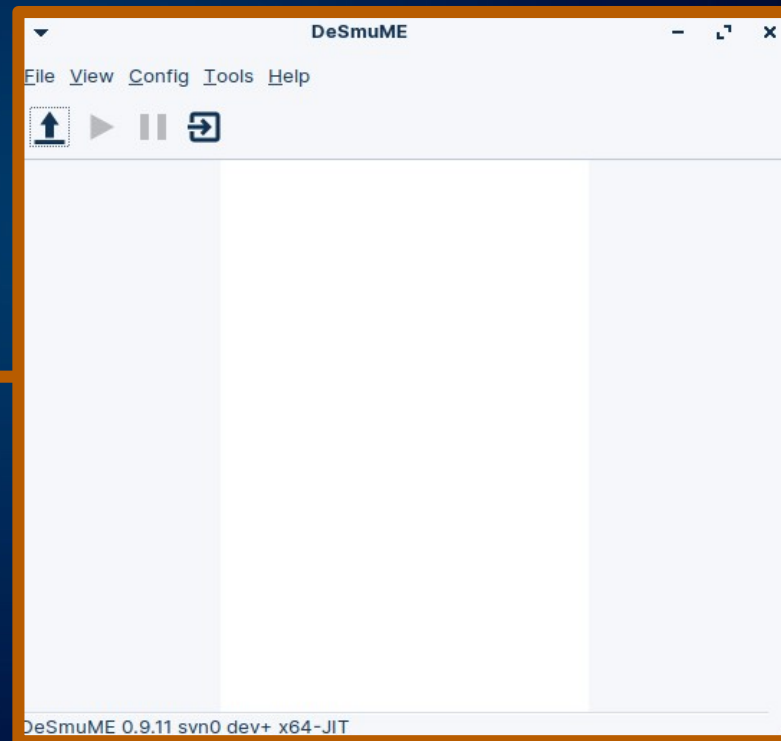 DeSmuME
File View Config Tools Help
DeSmuME 0.9.11 svn0 dev+ x64-JIT